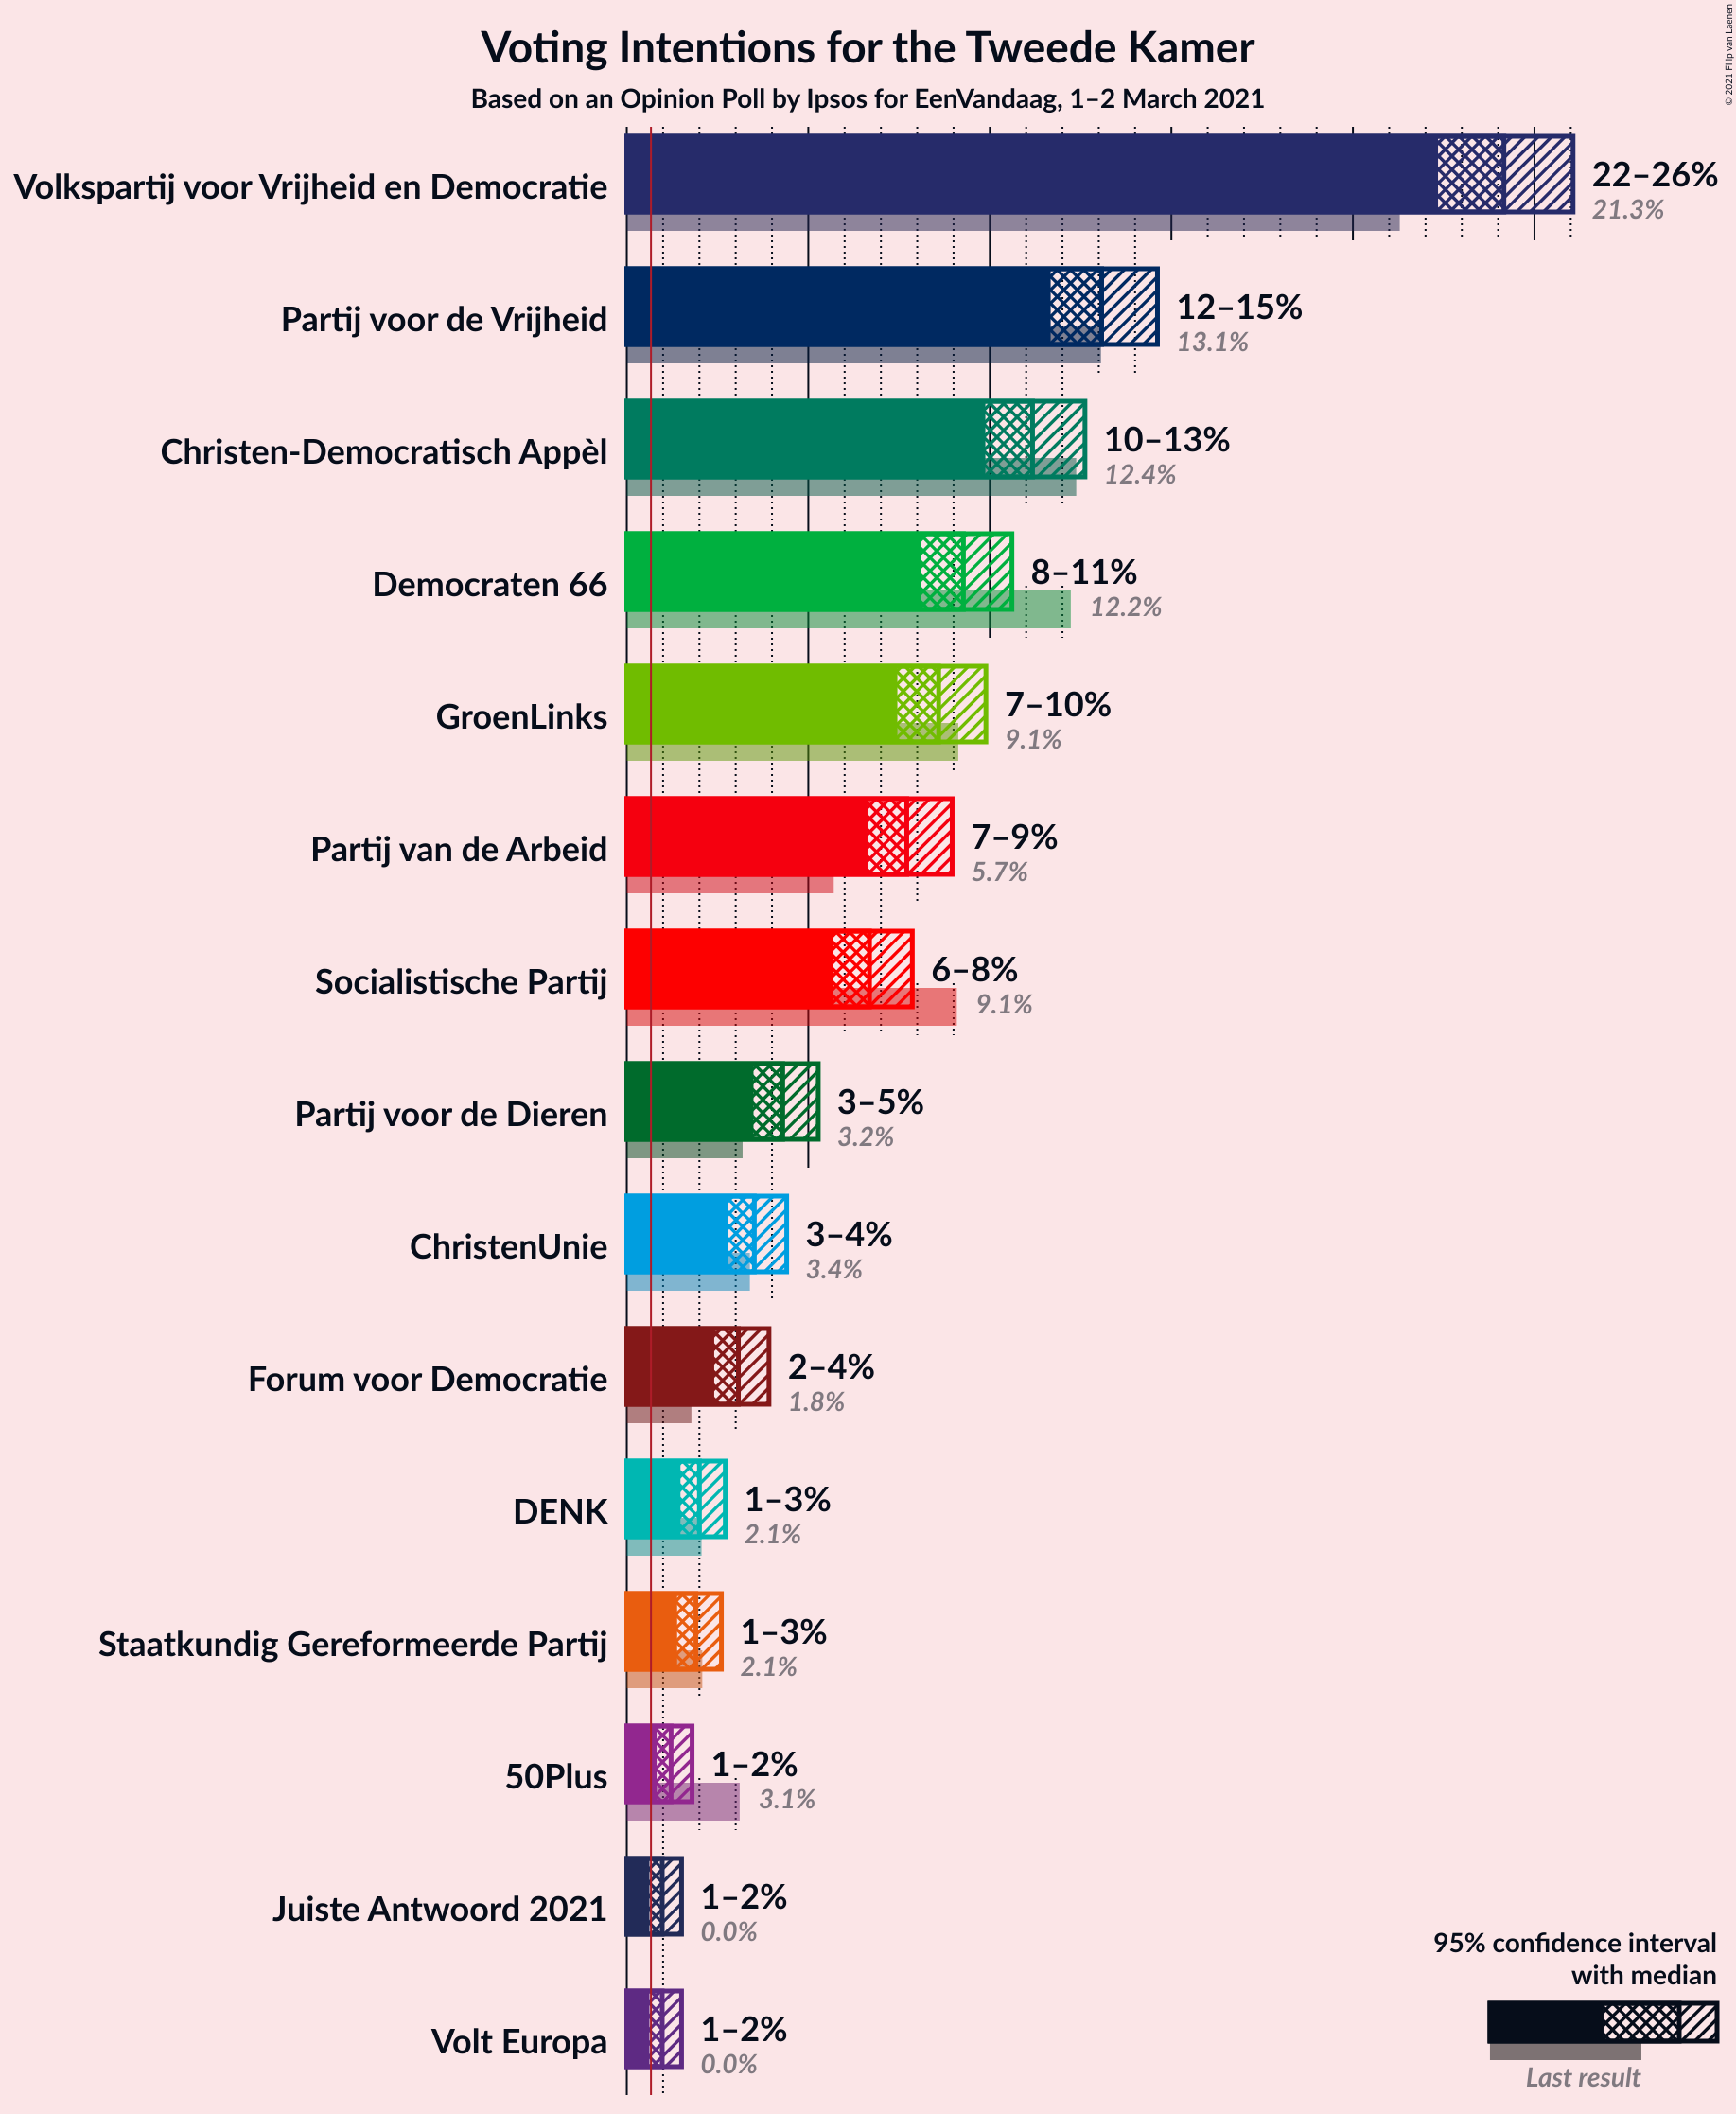 Voting Intentions for the Tweede Kamer
Based on an Opinion Poll by Ipsos for EenVandaag, 1–2 March 2021
© 2021 Filip van Laenen
Volkspartij voor Vrijheid en Democratie
22–26%
21.3%
Partij voor de Vrijheid
12–15%
13.1%
Christen-Democratisch Appèl
10–13%
12.4%
Democraten 66
8–11%
12.2%
GroenLinks
7–10%
9.1%
Partij van de Arbeid
7–9%
5.7%
Socialistische Partij
6–8%
9.1%
Partij voor de Dieren
3–5%
3.2%
ChristenUnie
3–4%
3.4%
Forum voor Democratie
2–4%
1.8%
DENK
1–3%
2.1%
Staatkundig Gereformeerde Partij
1–3%
2.1%
50Plus
1–2%
3.1%
Juiste Antwoord 2021
1–2%
0.0%
Volt Europa
1–2%
0.0%
95% confidence interval
with median
Last result